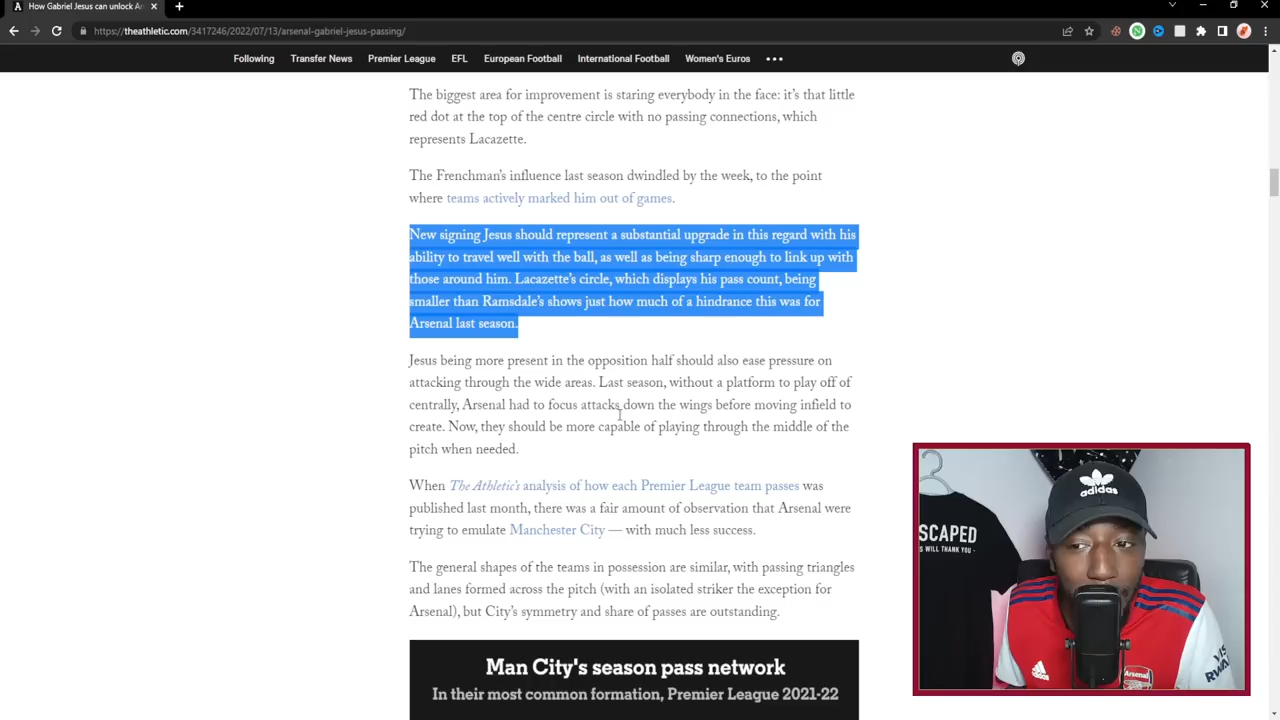 How Gabriel Jesus can unlock Ar
https://theathletic.com/3417246/2022/07/13/arsenal-gabriel-jesus-passing/
Following Transfer News Premier League EFL European Football International Football Women's Euros
The biggest area for improvement is staring everybody in the face: it's that little
red dot at the top of the centre circle with no passing connections, which
represents Lacazette.
The Frenchman's influence last season dwindled by the week, to the point
where teams actively marked him out of games.
New signing Jesus should represent a substantial upgrade in this regard with his
ability to travel well with the ball, as well as being sharp enough to link up with
those around him. Lacazette's circle, which displays his pass count, being
smaller than Ramsdale's shows just how much of a hindrance this was for
Arsenal last season.
Jesus being more present in the opposition half should also ease pressure on
attacking through the wide areas. Last season, without a platform to play off of
centrally, Arsenal had to focus attacks down the wings before moving infield to
create. Now, they should be more capable of playing through the middle of the
pitch when needed.
When The Athletic's analysis of how each Premier League team passes was
published last month, there was a fair amount of observation that Arsenal were
trying to emulate Manchester City — with much less success.
The general shapes of the teams in possession are similar, with passing triangles
and lanes formed across the pitch (with an isolated striker the exception for
Arsenal), but City's symmetry and share of passes are outstanding.
Man City's season pass network
In their most common formation, Premier League 2021-22
SCAPED
S WILL THANK YOU -
adidas
Arsenal